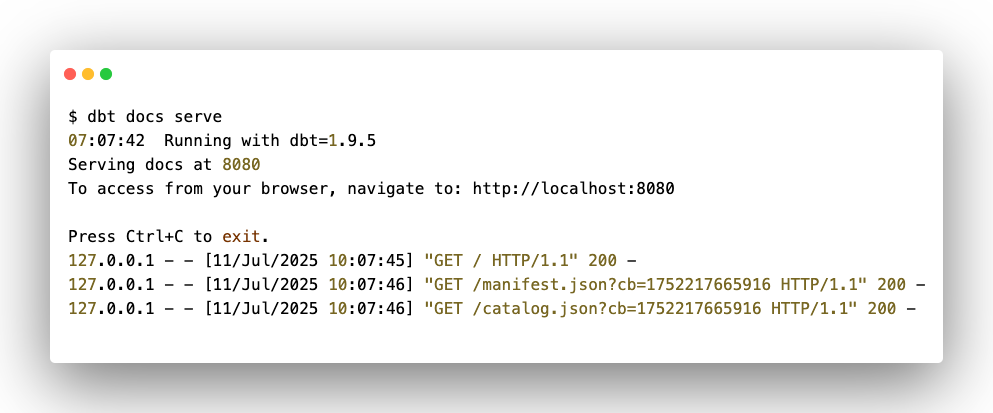 $ dbt docs serve
07:07:42  Running with dbt=1.9.5
Serving docs at 8080
To access from your browser, navigate to: http://localhost:8080
Press Ctrl+C to exit.
127.0.0.1 - - [11/Jul/2025 10:07:45] "GET / HTTP/1.1" 200 -
127.0.0.1 - - [11/Jul/2025 10:07:46] "GET /manifest.json?cb=1752217665916 HTTP/1.1" 200 -
127.0.0.1 - - [11/Jul/2025 10:07:46] "GET /catalog.json?cb=1752217665916 HTTP/1.1" 200 -